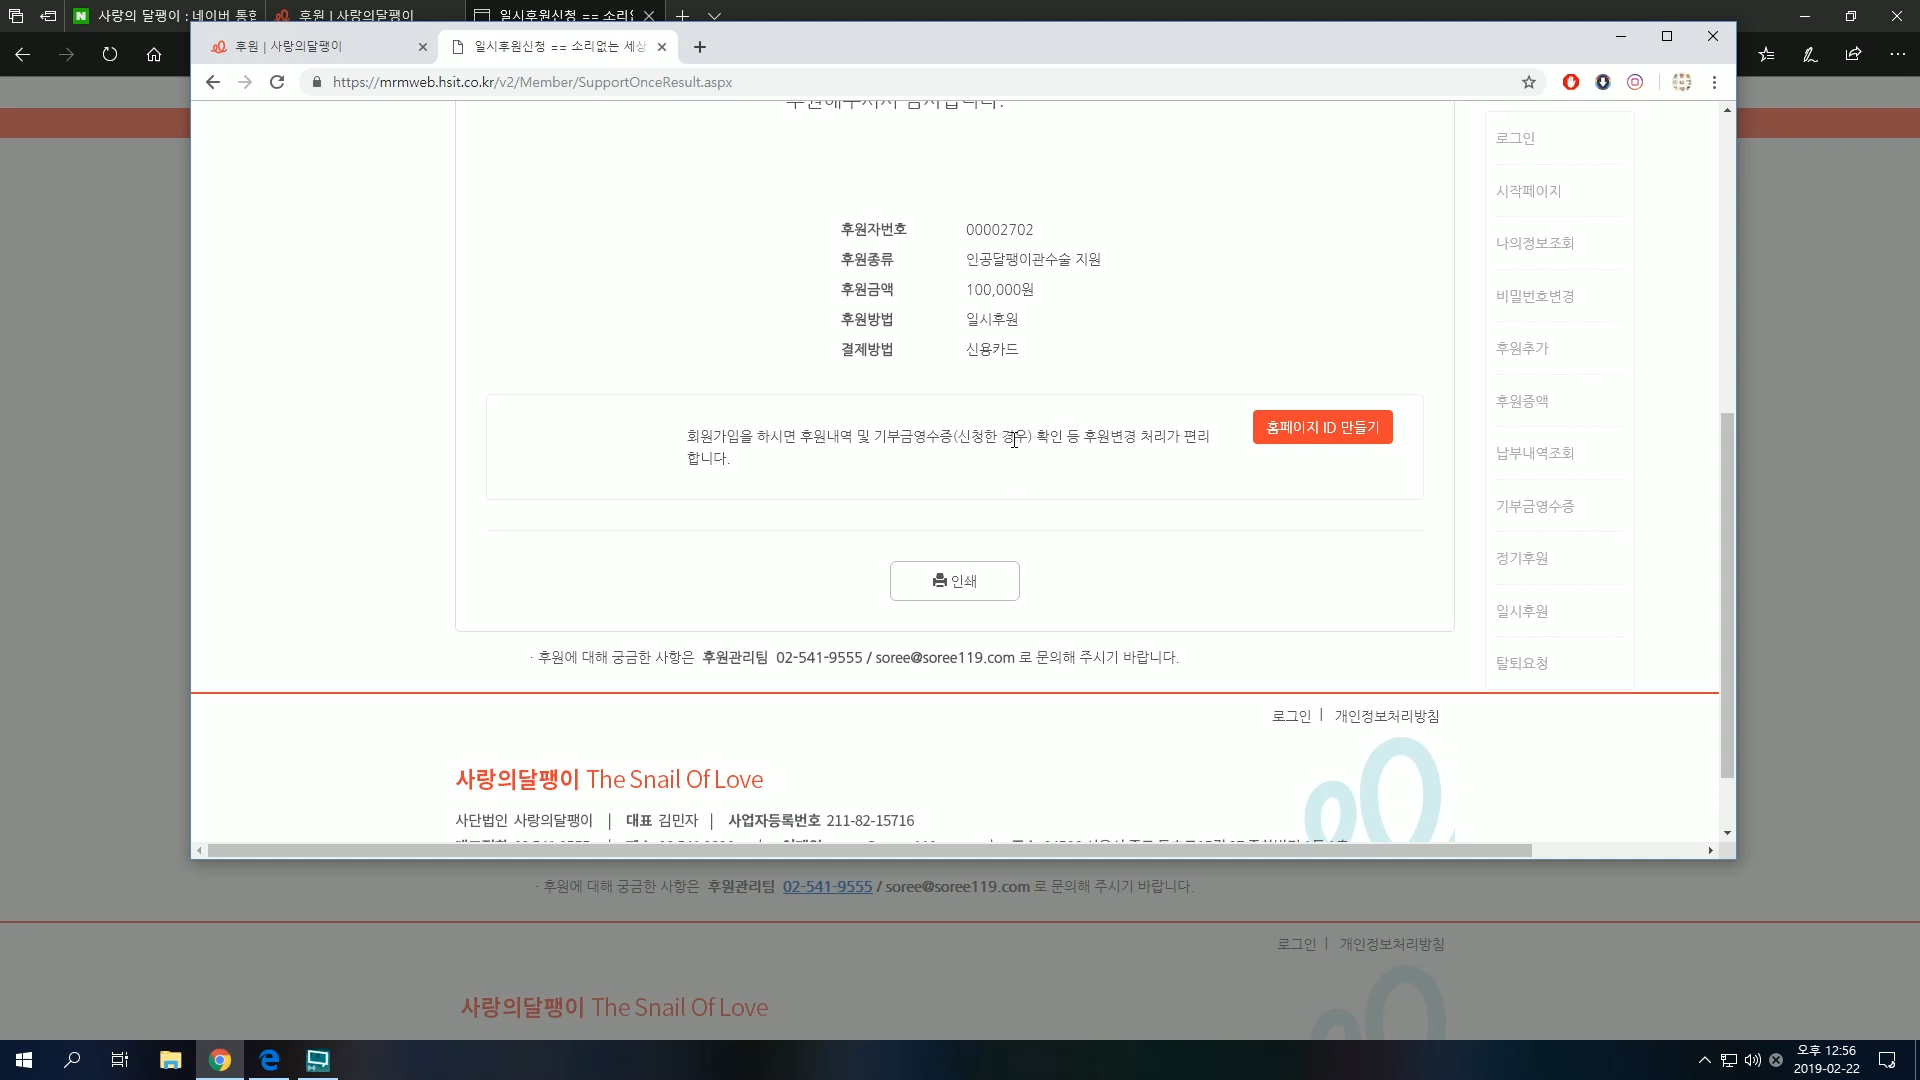 사랑의 달팽이 : 네이버 통합
후원 | 사랑의달팽이
일시후원신청 == 소리없
후원 | 사랑의달팽이
일시후원신청 == 소리없는 세상
https://mrmweb.hsit.co.kr/v2/Member/SupportOnceResult.aspx
후원해주셔서 감사합니다.
후원자번호 00002702
후원종류 인공달팽이관수술 지원
후원금액 100,000원
후원방법 일시후원
결제방법 신용카드
회원가입을 하시면 후원내역 및 기부금영수증(신청한 경우) 확인 등 후원변경 처리가 편리
합니다.
홈페이지 ID 만들기
인쇄
· 후원에 대해 궁금한 사항은 후원관리팀 02-541-9555 / soree@soree119.com 로 문의해 주시기 바랍니다.
로그인
시작페이지
나의정보조회
비밀번호변경
후원추가
후원증액
납부내역조회
기부금영수증
정기후원
일시후원
탈퇴요청
로그인 | 개인정보처리방침
사랑의달팽이 The Snail Of Love
사단법인 사랑의달팽이 | 대표 김민자 | 사업자등록번호 211-82-15716
· 후원에 대해 궁금한 사항은 후원관리팀 02-541-9555 / soree@soree119.com 로 문의해 주시기 바랍니다.
로그인 | 개인정보처리방침
사랑의달팽이 The Snail Of Love
오후 12:56
2019-02-22